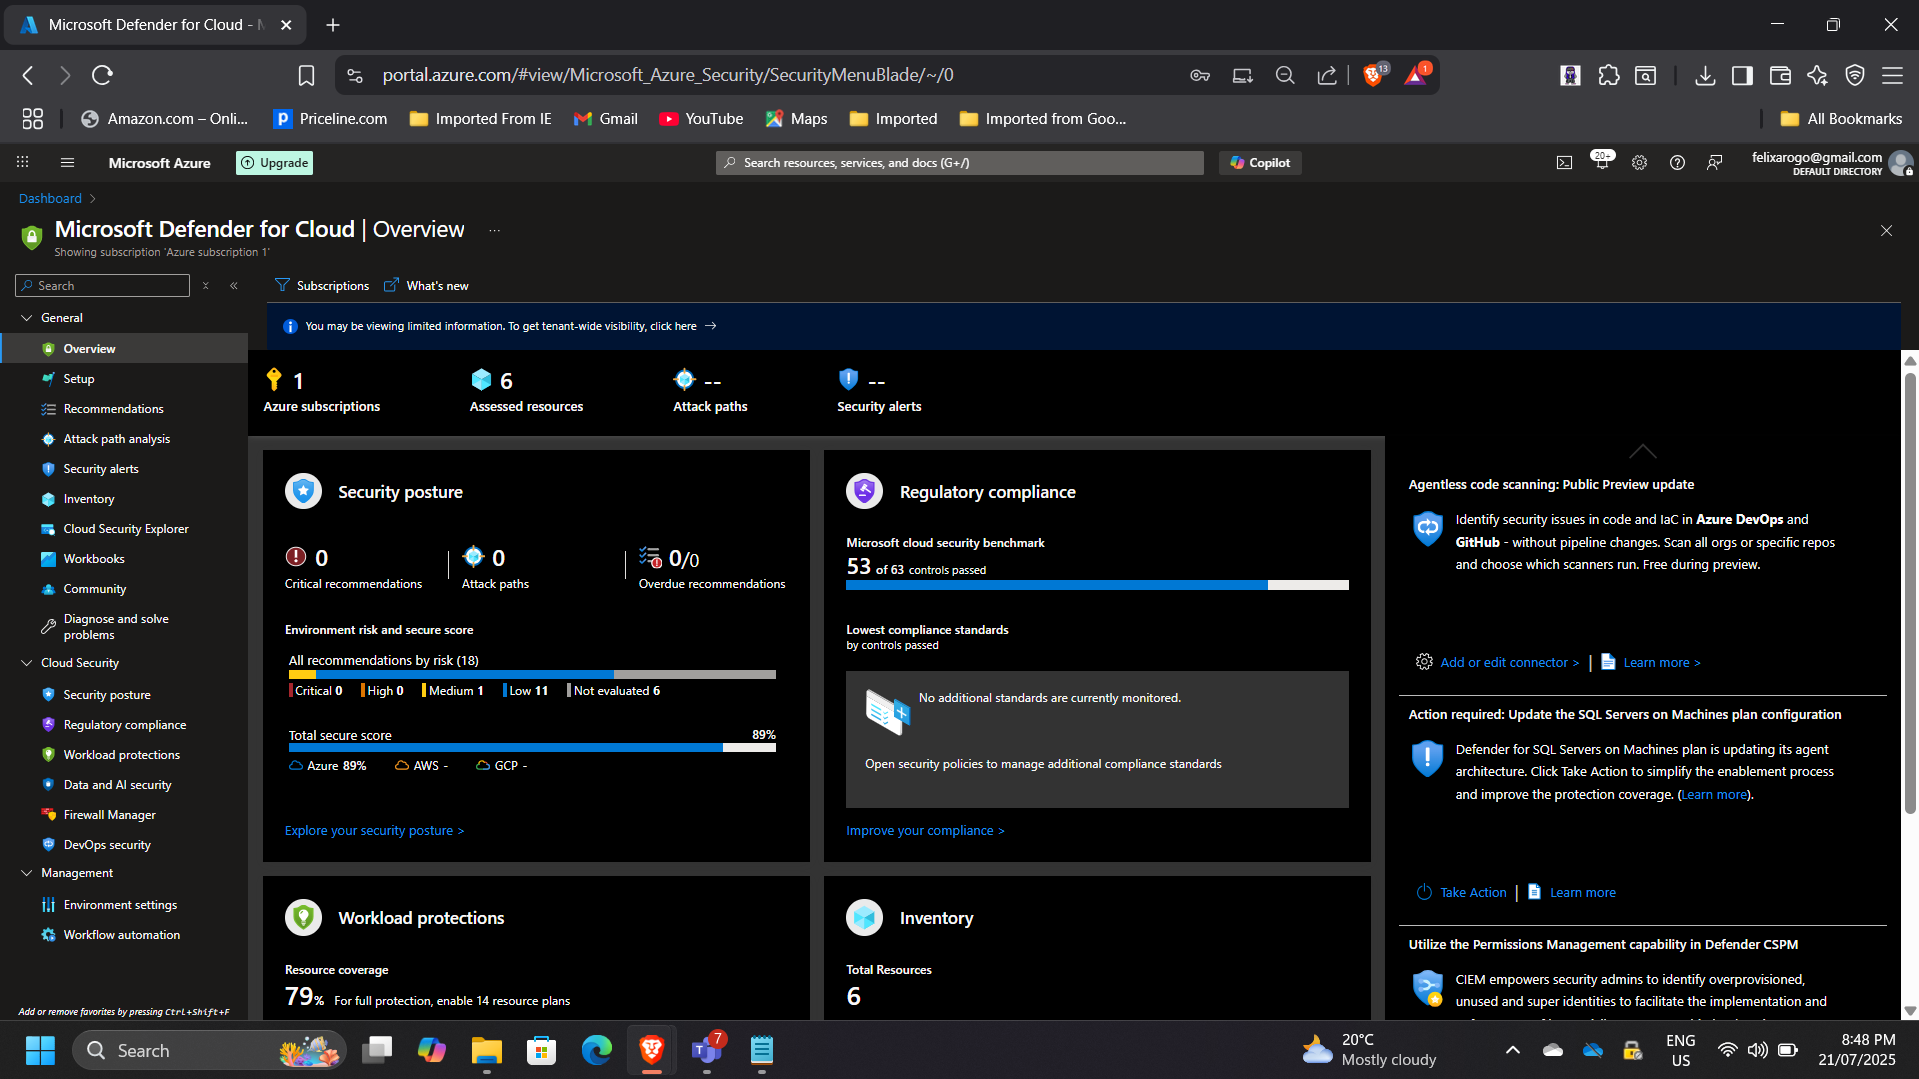 Microsoft Defender for Cloud - M
portal.azure.com/#view/Microsoft_Azure_Security/SecurityMenuBlade/~/0
13
1
Amazon.com – Onli...
Priceline.com
Imported From IE
Gmail
YouTube
Maps
Imported
Imported from Goo...
All Bookmarks
Microsoft Azure
Upgrade
Search resources, services, and docs (G+/)
Copilot
20+
felixarogo@gmail.com
DEFAULT DIRECTORY
Dashboard >
Microsoft Defender for Cloud | Overview ...
Showing subscription 'Azure subscription 1'
Search
Subscriptions
What's new
You may be viewing limited information. To get tenant-wide visibility, click here →
General
Overview
Setup
Recommendations
Attack path analysis
Security alerts
Inventory
Cloud Security Explorer
Workbooks
Community
Diagnose and solve
problems
Cloud Security
Security posture
Regulatory compliance
Workload protections
Data and AI security
Firewall Manager
DevOps security
Management
Environment settings
Workflow automation
Add or remove favorites by pressing Ctrl+Shift+F
1
Azure subscriptions
6
Assessed resources
--
Attack paths
--
Security alerts
Security posture
0
Critical recommendations
0
Attack paths
0/0
Overdue recommendations
Environment risk and secure score
All recommendations by risk (18)
Critical 0
High 0
Medium 1
Low 11
Not evaluated 6
Total secure score
89%
Azure 89%
AWS -
GCP -
Explore your security posture >
Regulatory compliance
Microsoft cloud security benchmark
53 of 63 controls passed
Lowest compliance standards
by controls passed
No additional standards are currently monitored.
Open security policies to manage additional compliance standards
Improve your compliance >
Workload protections
Resource coverage
79% For full protection, enable 14 resource plans
Inventory
Total Resources
6
Agentless code scanning: Public Preview update
Identify security issues in code and IaC in Azure DevOps and
GitHub - without pipeline changes. Scan all orgs or specific repos
and choose which scanners run. Free during preview.
Add or edit connector > | Learn more >
Action required: Update the SQL Servers on Machines plan configuration
Defender for SQL Servers on Machines plan is updating its agent
architecture. Click Take Action to simplify the enablement process
and improve the protection coverage. (Learn more).
Take Action | Learn more
Utilize the Permissions Management capability in Defender CSPM
CIEM empowers security admins to identify overprovisioned,
unused and super identities to facilitate the implementation and
Search
7
20°C
Mostly cloudy
ENG
US
8:48 PM
21/07/2025